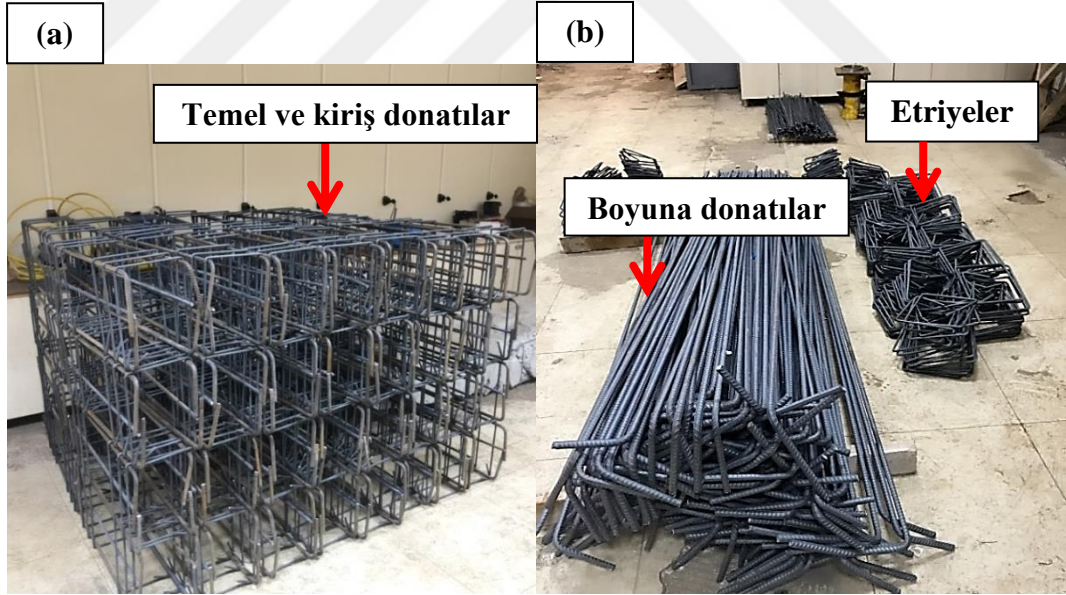 (a)
Temel ve kiriş donatılar
(b)
Etriyeler
Boyuna donatılar